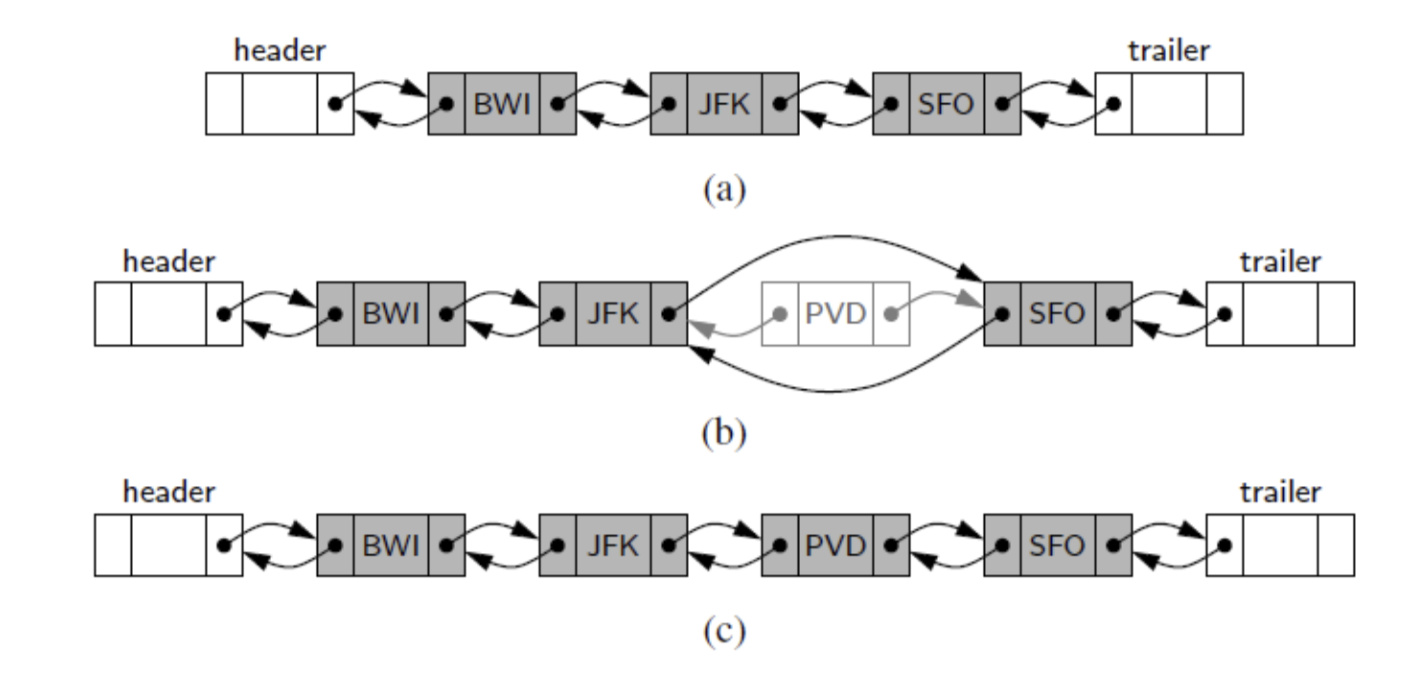 header trailer
BWI JFK SFO
(a)
header trailer
BWI JFK PVD SFO
(b)
header trailer
BWI JFK PVD SFO
(c)